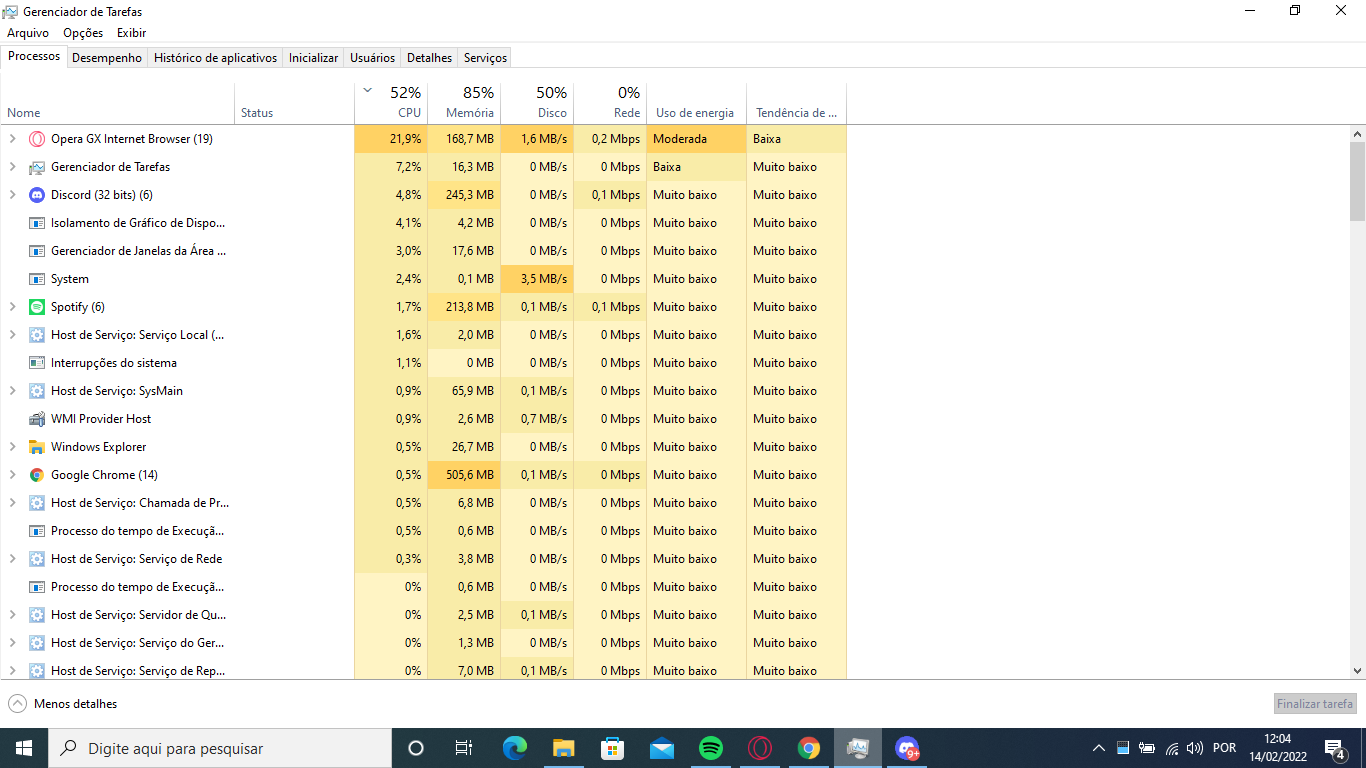 Gerenciador de Tarefas
Arquivo Opções Exibir
Processos Desempenho Histórico de aplicativos Inicializar Usuários Detalhes Serviços
52% 85% 50% 0%
Nome Status CPU Memória Disco Rede Uso de energia Tendência de ...
Opera GX Internet Browser (19) 21,9% 168,7 MB 1,6 MB/s 0,2 Mbps Moderada Baixa
Gerenciador de Tarefas 7,2% 16,3 MB 0 MB/s 0 Mbps Baixa Muito baixo
Discord (32 bits) (6) 4,8% 245,3 MB 0 MB/s 0,1 Mbps Muito baixo Muito baixo
Isolamento de Gráfico de Dispo... 4,1% 4,2 MB 0 MB/s 0 Mbps Muito baixo Muito baixo
Gerenciador de Janelas da Área ... 3,0% 17,6 MB 0 MB/s 0 Mbps Muito baixo Muito baixo
System 2,4% 0,1 MB 3,5 MB/s 0 Mbps Muito baixo Muito baixo
Spotify (6) 1,7% 213,8 MB 0,1 MB/s 0,1 Mbps Muito baixo Muito baixo
Host de Serviço: Serviço Local (... 1,6% 2,0 MB 0 MB/s 0 Mbps Muito baixo Muito baixo
Interrupções do sistema 1,1% 0 MB 0 MB/s 0 Mbps Muito baixo Muito baixo
Host de Serviço: SysMain 0,9% 65,9 MB 0,1 MB/s 0 Mbps Muito baixo Muito baixo
WMI Provider Host 0,9% 2,6 MB 0,7 MB/s 0 Mbps Muito baixo Muito baixo
Windows Explorer 0,5% 26,7 MB 0 MB/s 0 Mbps Muito baixo Muito baixo
Google Chrome (14) 0,5% 505,6 MB 0,1 MB/s 0 Mbps Muito baixo Muito baixo
Host de Serviço: Chamada de Pr... 0,5% 6,8 MB 0 MB/s 0 Mbps Muito baixo Muito baixo
Processo do tempo de Execuçã... 0,5% 0,6 MB 0 MB/s 0 Mbps Muito baixo Muito baixo
Host de Serviço: Serviço de Rede 0,3% 3,8 MB 0 MB/s 0 Mbps Muito baixo Muito baixo
Processo do tempo de Execuçã... 0% 0,6 MB 0 MB/s 0 Mbps Muito baixo Muito baixo
Host de Serviço: Servidor de Qu... 0% 2,5 MB 0,1 MB/s 0 Mbps Muito baixo Muito baixo
Host de Serviço: Serviço do Ger... 0% 1,3 MB 0 MB/s 0 Mbps Muito baixo Muito baixo
Host de Serviço: Serviço de Rep... 0% 7,0 MB 0,1 MB/s 0 Mbps Muito baixo Muito baixo
Menos detalhes Finalizar tarefa
Digite aqui para pesquisar 9+ POR 12:04 4
14/02/2022